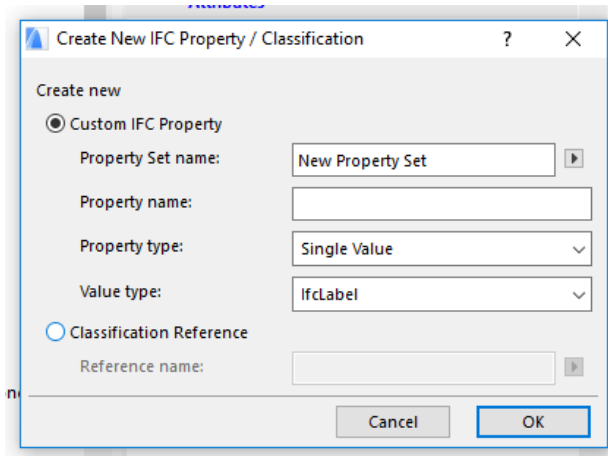 Attributes
Create New IFC Property / Classification ?
Create new
Custom IFC Property
Property Set name: New Property Set
Property name:
Property type: Single Value
Value type: IfcLabel
Classification Reference
Reference name:
Cancel OK